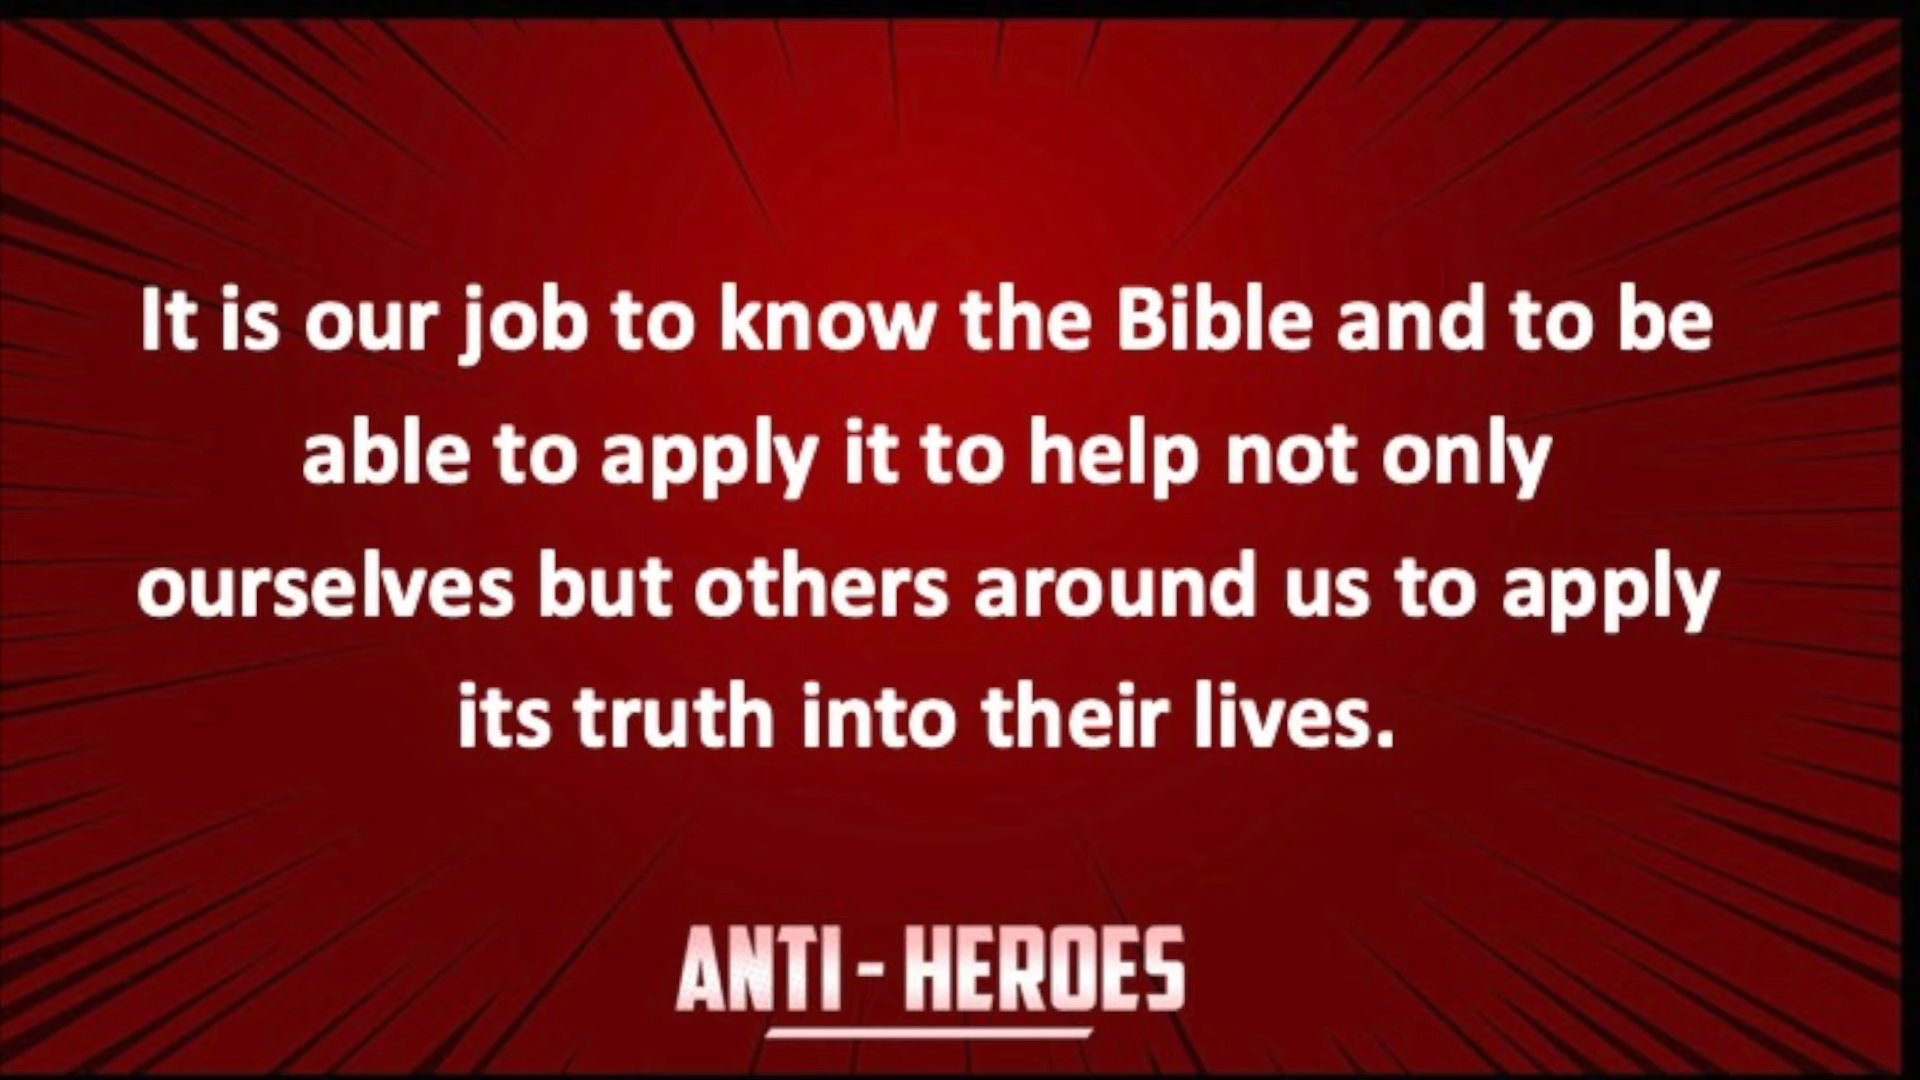 It is our job to know the Bible and to be
able to apply it to help not only
ourselves but others around us to apply
its truth into their lives.
ANTI - HEROES